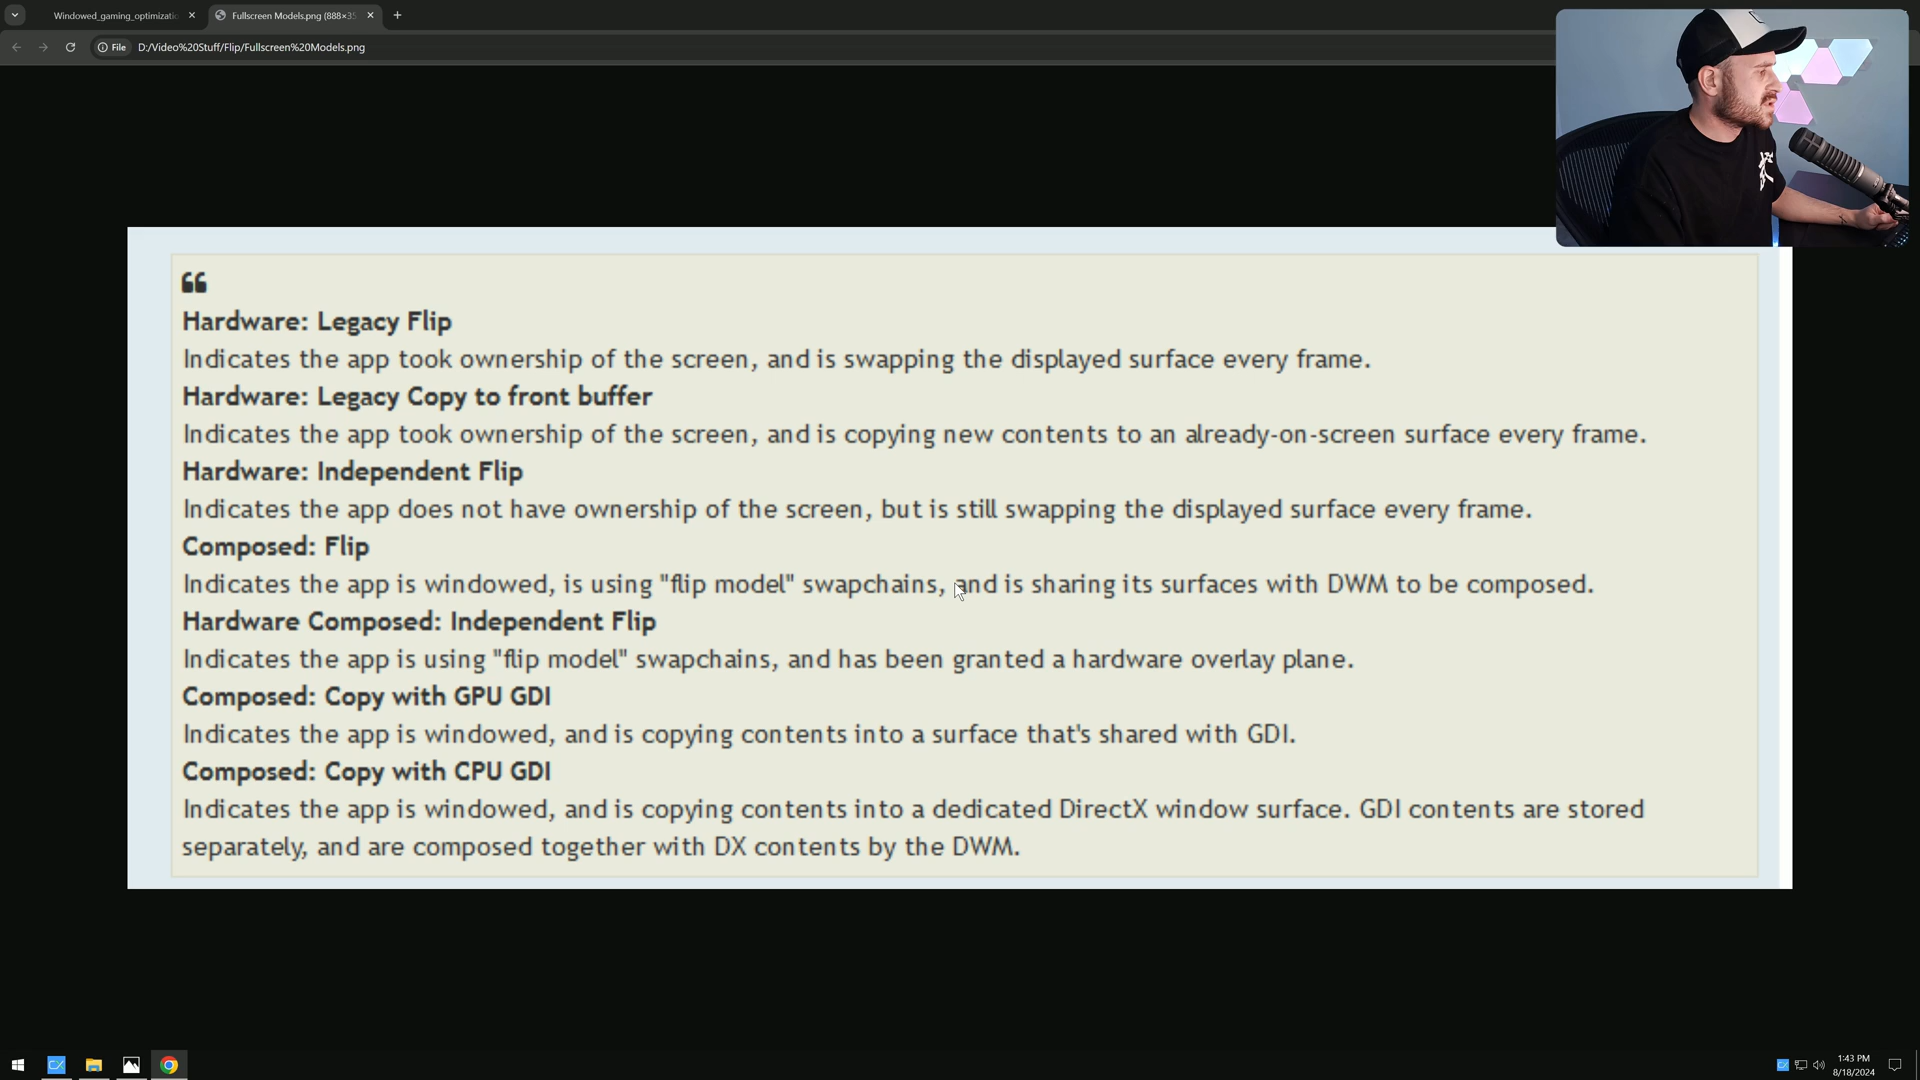 Windowed_gaming_optimizatio
Fullscreen Models.png (888×35
File
D:/Video%20Stuff/Flip/Fullscreen%20Models.png
Hardware: Legacy Flip
Indicates the app took ownership of the screen, and is swapping the displayed surface every frame.
Hardware: Legacy Copy to front buffer
Indicates the app took ownership of the screen, and is copying new contents to an already-on-screen surface every frame.
Hardware: Independent Flip
Indicates the app does not have ownership of the screen, but is still swapping the displayed surface every frame.
Composed: Flip
Indicates the app is windowed, is using "flip model" swapchains, and is sharing its surfaces with DWM to be composed.
Hardware Composed: Independent Flip
Indicates the app is using "flip model" swapchains, and has been granted a hardware overlay plane.
Composed: Copy with GPU GDI
Indicates the app is windowed, and is copying contents into a surface that's shared with GDI.
Composed: Copy with CPU GDI
Indicates the app is windowed, and is copying contents into a dedicated DirectX window surface. GDI contents are stored
separately, and are composed together with DX contents by the DWM.
1:43 PM
8/18/2024